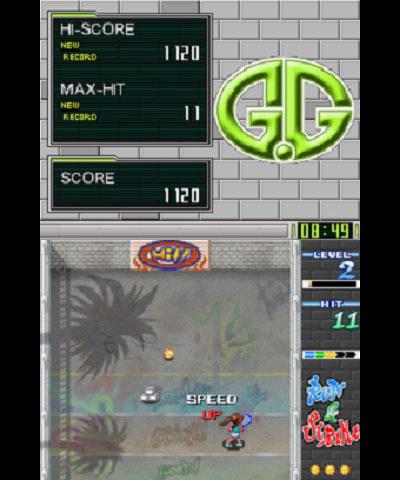 HI-SCORE
NEW
RECORD
1120
MAX-HIT
NEW
RECORD
11
G.G
SCORE
1120
08:49
LEVEL
2
HIT
11
SPEED
UP